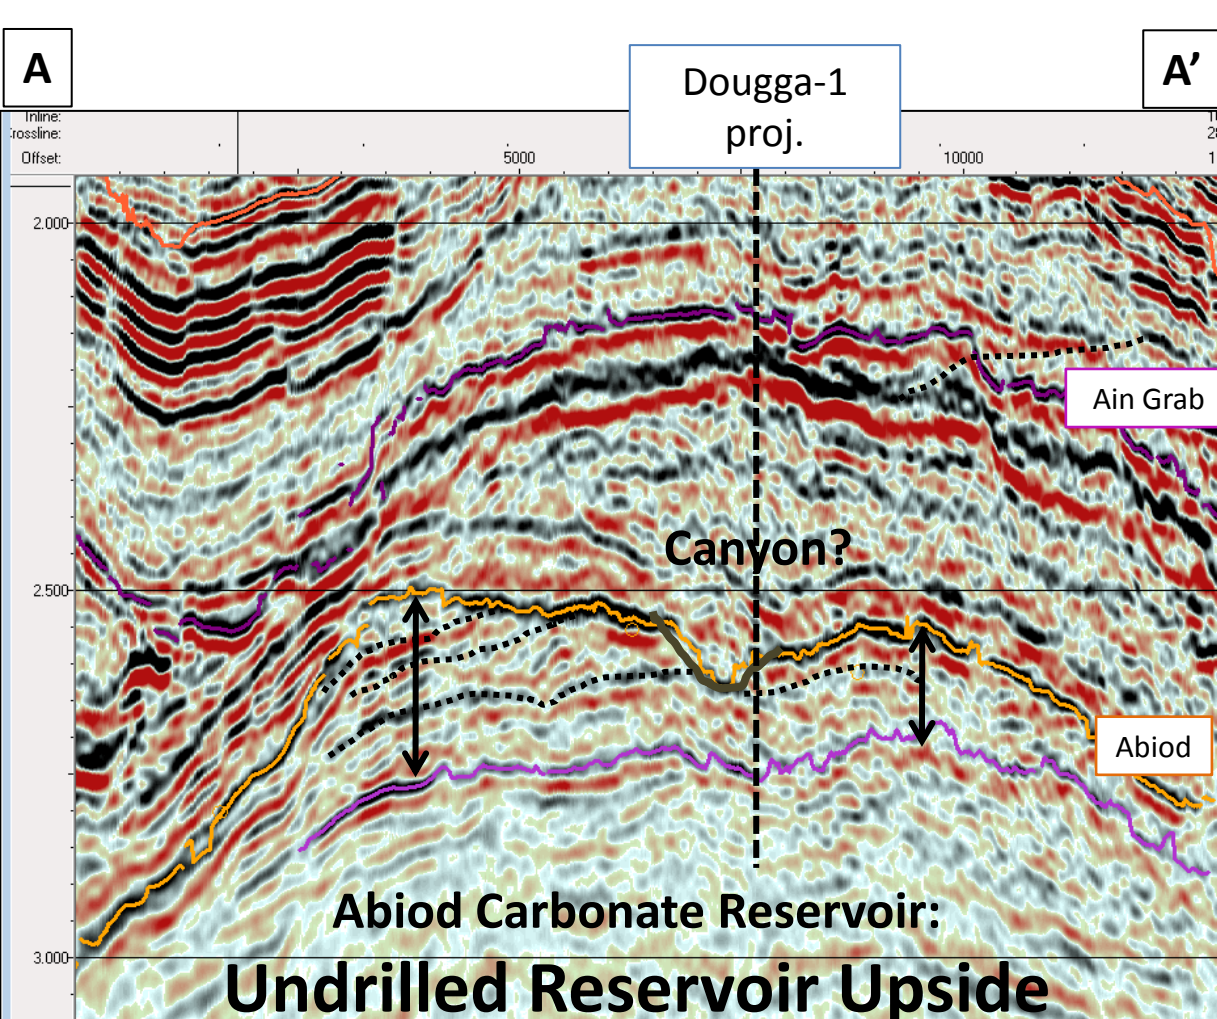 A
Dougga-1
proj.
A’
Inline:
Crossline:
Offset:
5000
10000
2.000
Ain Grab
Canyon?
2.500
Abiod
Abiod Carbonate Reservoir:
3.000
Undrilled Reservoir Upside